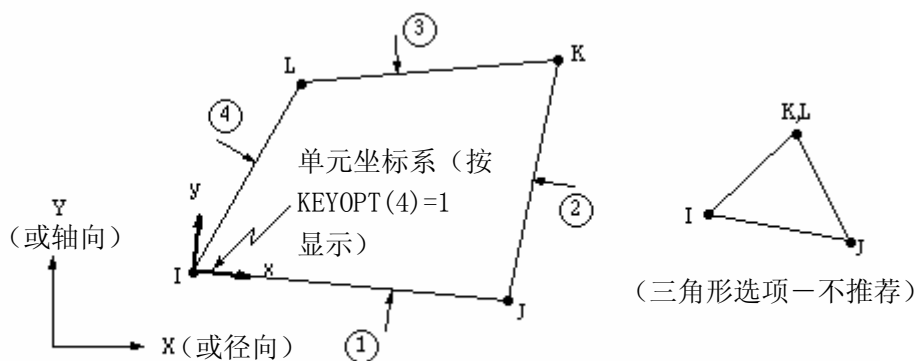 ③
L
K
④
K,L
单元坐标系（按
KEYOPT(4)=1
显示）
y
②
Y
（或轴向）
I
J
I
x
J
（三角形选项－不推荐）
X(或径向)
①